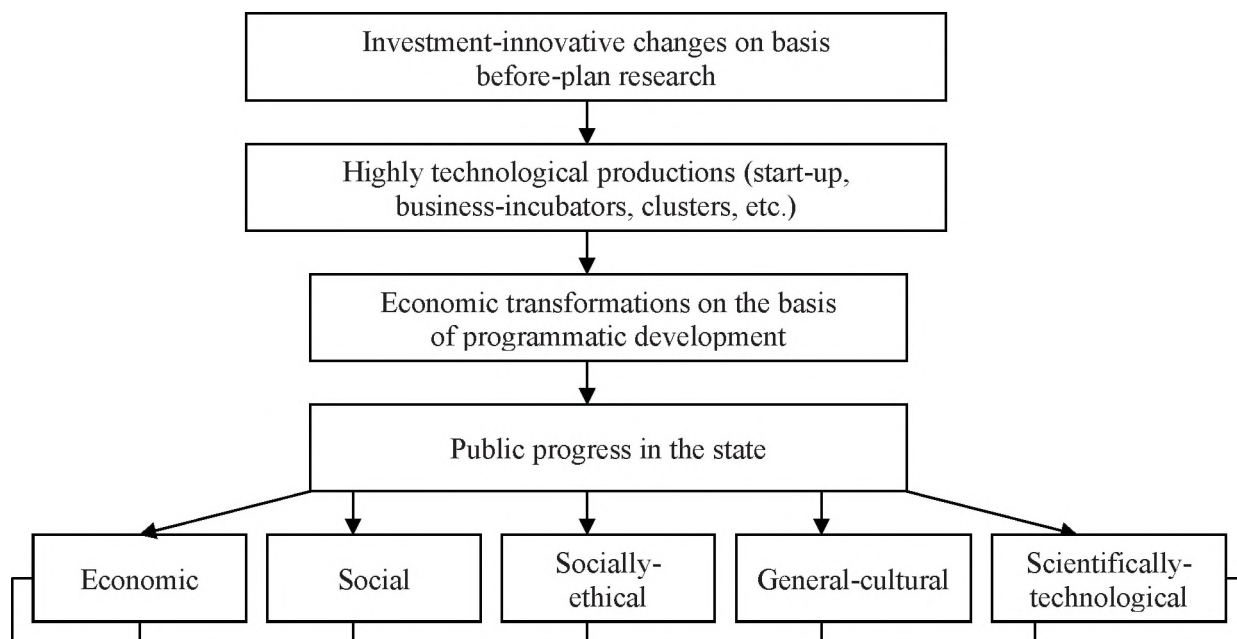 Investment-innovative changes on basis
before-plan research
Highly technological productions (start-up,
business-incubators, clusters, etc.)
Economic transformations on the basis
of programmatic development
Public progress in the state
Economic
Social
Socially-
ethical
General-cultural
Scientifically-
technological